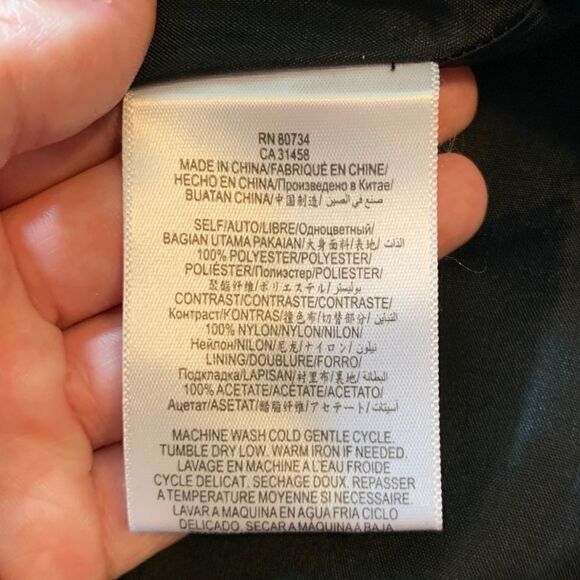 RN 80734
CA 31458
MADE IN CHINA/FABRIQUÉ EN CHINE/
HECHO EN CHINA/Произведено в Китае/
BUATAN CHINA/中国制造/ صنع في الصين/
SELF/AUTO/LIBRE/Одноцветный/
BAGIAN UTAMA PAKAIAN/大身面料/表地/ الذات/
100% POLYESTER/POLYESTER/
POLIÉSTER/Полиэстер/POLIESTER/
聚酯纤维/ポリエステル/ بوليستر/
CONTRAST/CONTRASTE/CONTRASTE/
Контраст/KONTRAS/撞色布/切替部分/ التباين/
100% NYLON/NYLON/NILON/
Нейлон/NILON/尼龙/ナイロン/ نيلون/
LINING/DOUBLURE/FORRO/
Подкладка/LAPISAN/衬里布/裏地/ البطانة/
100% ACETATE/ACÉTATE/ACETATO/
Ацетат/ASETAT/醋酯纤维/アセテート/ أسيتات/
MACHINE WASH COLD GENTLE CYCLE.
TUMBLE DRY LOW. WARM IRON IF NEEDED.
LAVAGE EN MACHINE A L'EAU FROIDE
CYCLE DELICAT. SECHAGE DOUX. REPASSER
A TEMPERATURE MOYENNE SI NECESSAIRE.
LAVAR A MAQUINA EN AGUA FRIA CICLO
DELICADO. SECAR A MAQUINA A BAJA